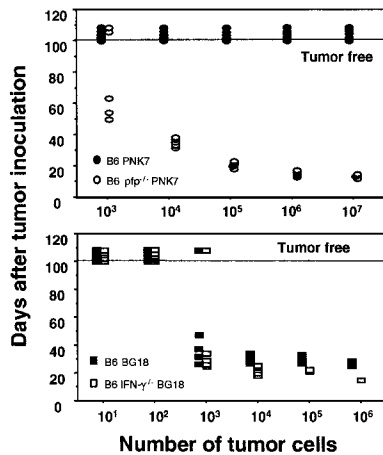 Days after tumor inoculation
120
100
80
60
40
20
0
Tumor free
B6 PNK7
B6 pfp-/- PNK7
10³ 10⁴ 10⁵ 10⁶ 10⁷
120
100
80
60
40
20
0
Tumor free
B6 BG18
B6 IFN-γ-/- BG18
10¹ 10² 10³ 10⁴ 10⁵ 10⁶
Number of tumor cells